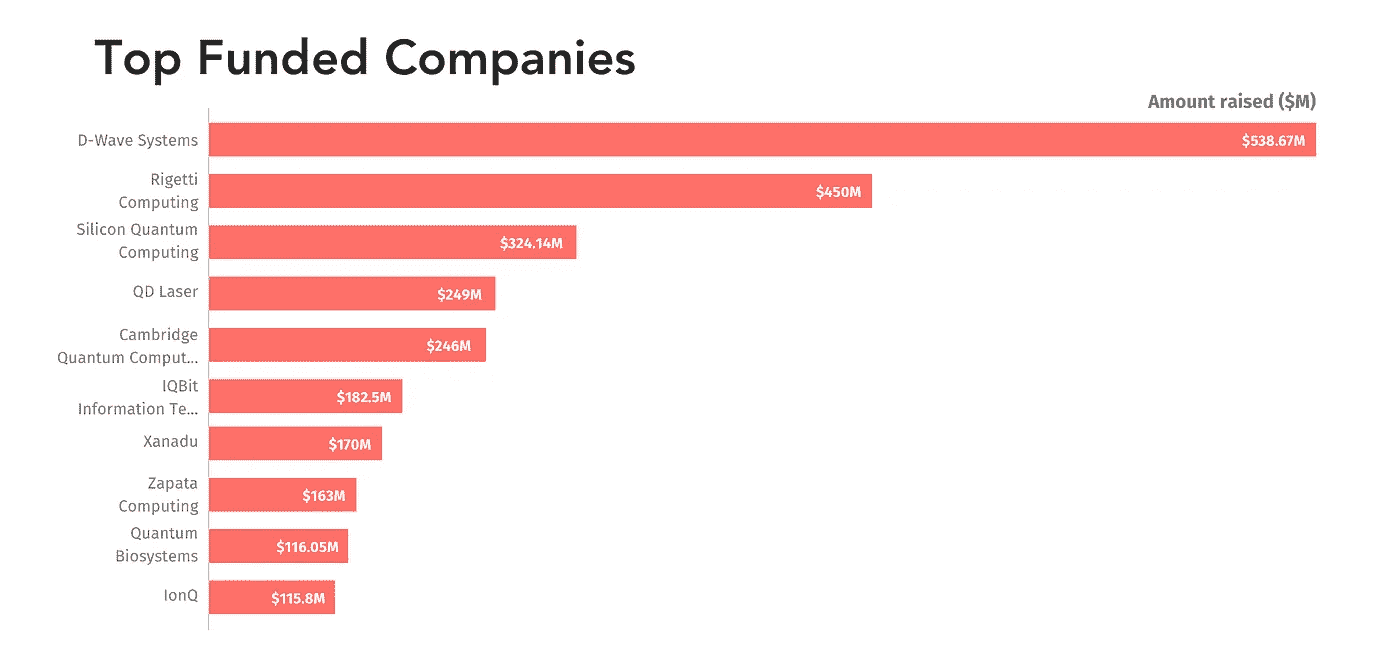 Top Funded Companies
Amount raised ($M)
D-Wave Systems
$538.67M
Rigetti
Computing
$450M
Silicon Quantum
Computing
$324.14M
QD Laser
$249M
Cambridge
Quantum Comput...
$246M
IQBit
Information Te...
$182.5M
Xanadu
$170M
Zapata
Computing
$163M
Quantum
Biosystems
$116.05M
IonQ
$115.8M